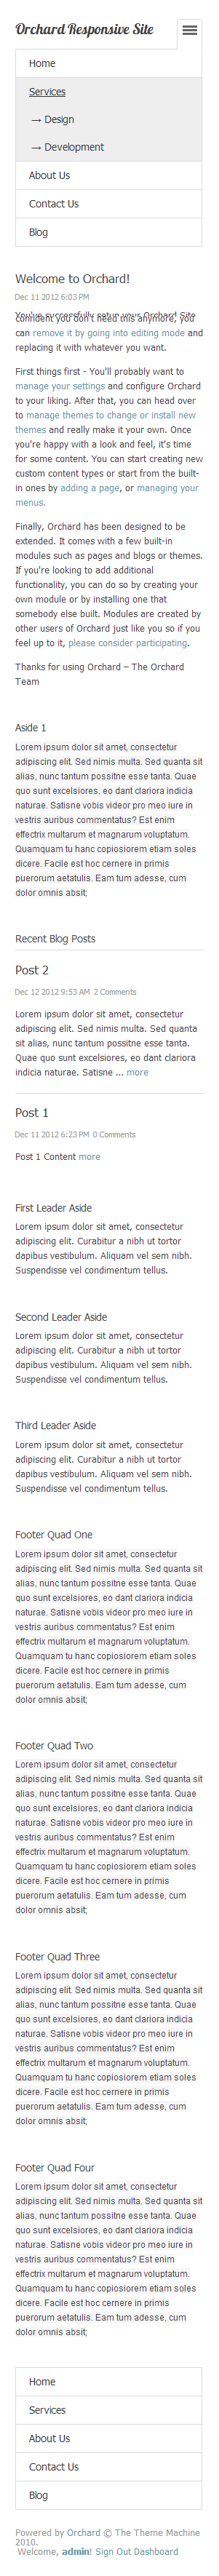 Orchard Responsive Site
Home
Services
→ Design
→ Development
About Us
Contact Us
Blog
Welcome to Orchard!
Dec 11 2012 6:03 PM
You've successfully setup your Orchard Site
confident you don't need this anymore, you
can remove it by going into editing mode and
replacing it with whatever you want.
First things first - You'll probably want to
manage your settings and configure Orchard
to your liking. After that, you can head over
to manage themes to change or install new
themes and really make it your own. Once
you're happy with a look and feel, it's time
for some content. You can start creating new
custom content types or start from the built-
in ones by adding a page, or managing your
menus.
Finally, Orchard has been designed to be
extended. It comes with a few built-in
modules such as pages and blogs or themes.
If you're looking to add additional
functionality, you can do so by creating your
own module or by installing one that
somebody else built. Modules are created by
other users of Orchard just like you so if you
feel up to it, please consider participating.
Thanks for using Orchard – The Orchard
Team
Aside 1
Lorem ipsum dolor sit amet, consectetur
adipiscing elit. Sed nimis multa. Sed quanta sit
alias, nunc tantum possitne esse tanta. Quae
quo sunt excelsiores, eo dant clariora indicia
naturae. Satisne vobis videor pro meo iure in
vestris auribus commentatus? Est enim
effectrix multarum et magnarum voluptatum.
Quamquam tu hanc copiosiorem etiam soles
dicere. Facile est hoc cernere in primis
puerorum aetatulis. Eam tum adesse, cum
dolor omnis absit;
Recent Blog Posts
Post 2
Dec 12 2012 9:53 AM 2 Comments
Lorem ipsum dolor sit amet, consectetur
adipiscing elit. Sed nimis multa. Sed quanta
sit alias, nunc tantum possitne esse tanta.
Quae quo sunt excelsiores, eo dant clariora
indicia naturae. Satisne ... more
Post 1
Dec 11 2012 6:23 PM 0 Comments
Post 1 Content more
First Leader Aside
Lorem ipsum dolor sit amet, consectetur
adipiscing elit. Curabitur a nibh ut tortor
dapibus vestibulum. Aliquam vel sem nibh.
Suspendisse vel condimentum tellus.
Second Leader Aside
Lorem ipsum dolor sit amet, consectetur
adipiscing elit. Curabitur a nibh ut tortor
dapibus vestibulum. Aliquam vel sem nibh.
Suspendisse vel condimentum tellus.
Third Leader Aside
Lorem ipsum dolor sit amet, consectetur
adipiscing elit. Curabitur a nibh ut tortor
dapibus vestibulum. Aliquam vel sem nibh.
Suspendisse vel condimentum tellus.
Footer Quad One
Lorem ipsum dolor sit amet, consectetur
adipiscing elit. Sed nimis multa. Sed quanta sit
alias, nunc tantum possitne esse tanta. Quae
quo sunt excelsiores, eo dant clariora indicia
naturae. Satisne vobis videor pro meo iure in
vestris auribus commentatus? Est enim
effectrix multarum et magnarum voluptatum.
Quamquam tu hanc copiosiorem etiam soles
dicere. Facile est hoc cernere in primis
puerorum aetatulis. Eam tum adesse, cum
dolor omnis absit;
Footer Quad Two
Lorem ipsum dolor sit amet, consectetur
adipiscing elit. Sed nimis multa. Sed quanta sit
alias, nunc tantum possitne esse tanta. Quae
quo sunt excelsiores, eo dant clariora indicia
naturae. Satisne vobis videor pro meo iure in
vestris auribus commentatus? Est enim
effectrix multarum et magnarum voluptatum.
Quamquam tu hanc copiosiorem etiam soles
dicere. Facile est hoc cernere in primis
puerorum aetatulis. Eam tum adesse, cum
dolor omnis absit;
Footer Quad Three
Lorem ipsum dolor sit amet, consectetur
adipiscing elit. Sed nimis multa. Sed quanta sit
alias, nunc tantum possitne esse tanta. Quae
quo sunt excelsiores, eo dant clariora indicia
naturae. Satisne vobis videor pro meo iure in
vestris auribus commentatus? Est enim
effectrix multarum et magnarum voluptatum.
Quamquam tu hanc copiosiorem etiam soles
dicere. Facile est hoc cernere in primis
puerorum aetatulis. Eam tum adesse, cum
dolor omnis absit;
Footer Quad Four
Lorem ipsum dolor sit amet, consectetur
adipiscing elit. Sed nimis multa. Sed quanta sit
alias, nunc tantum possitne esse tanta. Quae
quo sunt excelsiores, eo dant clariora indicia
naturae. Satisne vobis videor pro meo iure in
vestris auribus commentatus? Est enim
effectrix multarum et magnarum voluptatum.
Quamquam tu hanc copiosiorem etiam soles
dicere. Facile est hoc cernere in primis
puerorum aetatulis. Eam tum adesse, cum
dolor omnis absit;
Home
Services
About Us
Contact Us
Blog
Powered by Orchard © The Theme Machine
2010.
Welcome, admin! Sign Out Dashboard